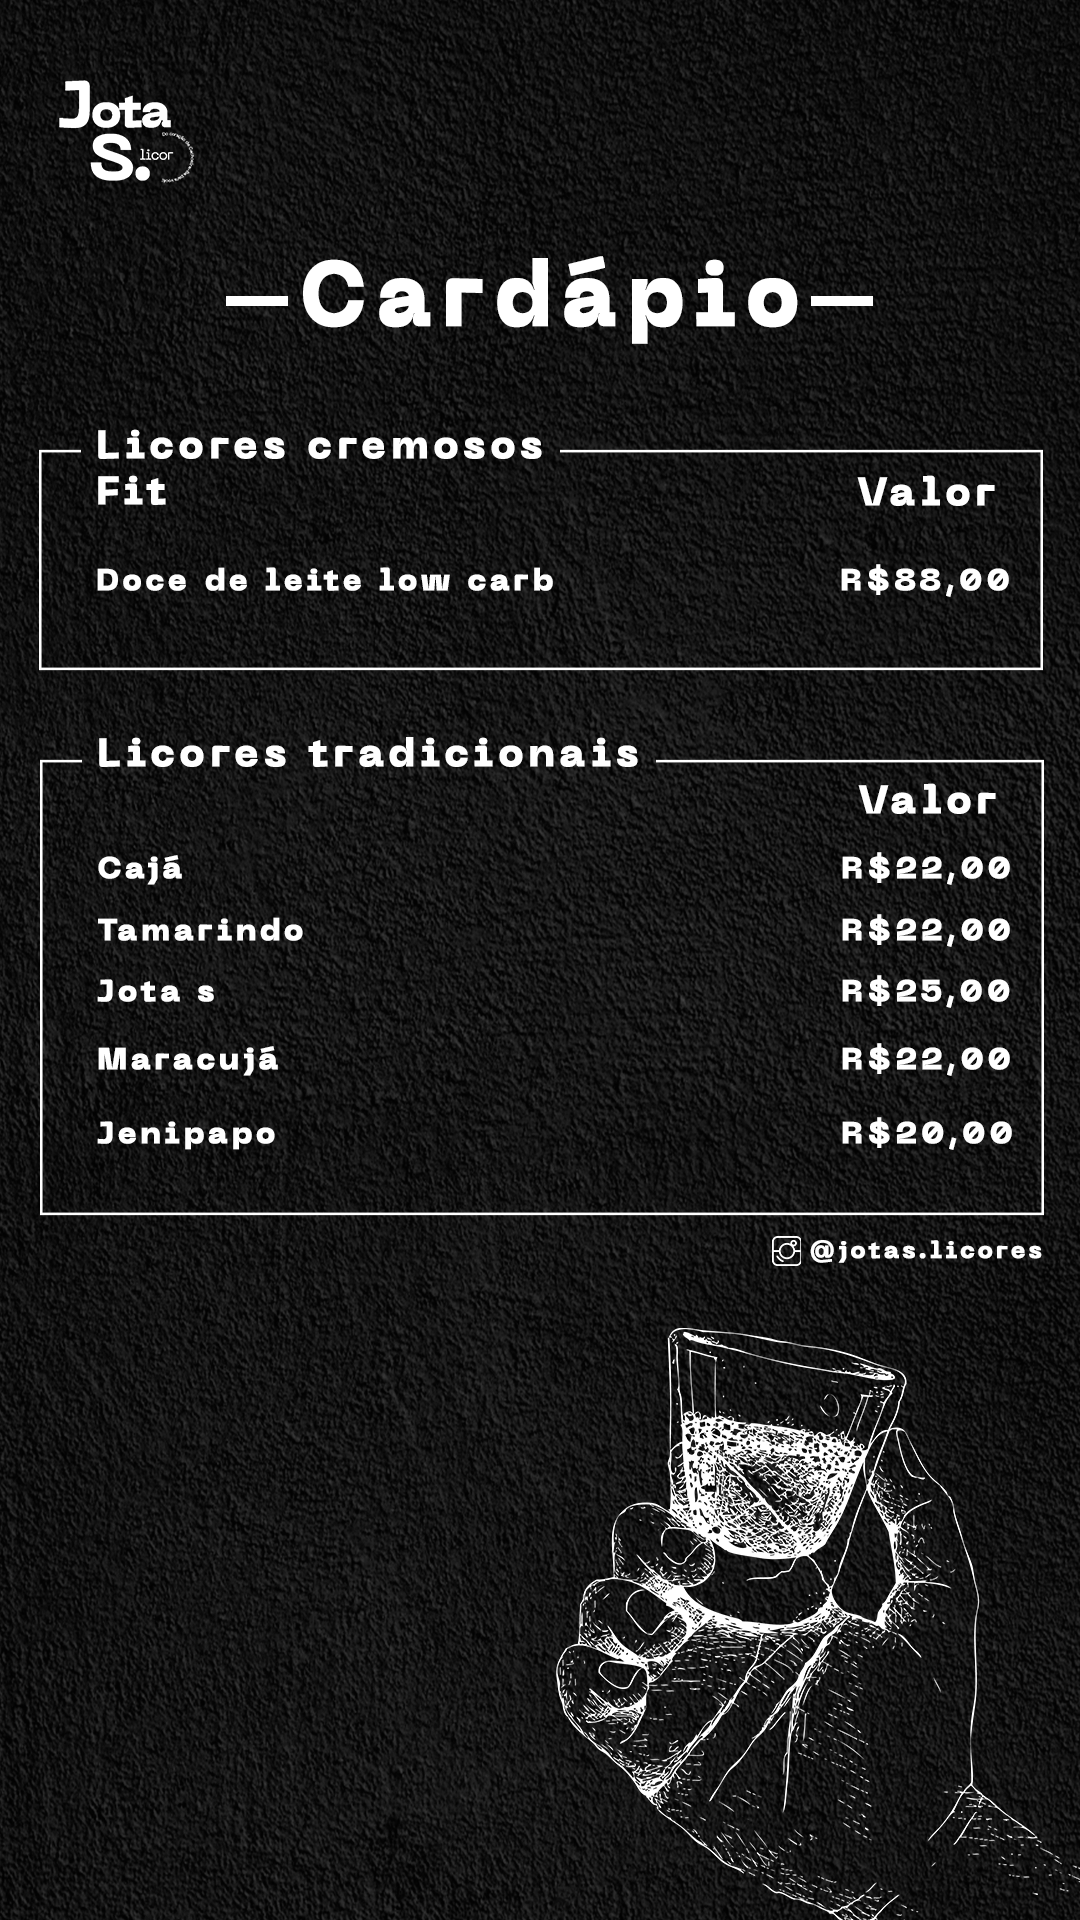 Jota
S.
licor
Cardápio
Licores cremosos
Fit
Valor
Doce de leite low carb
R$88,00
Licores tradicionais
Valor
Cajá
R$22,00
Tamarindo
R$22,00
Jota s
R$25,00
Maracujá
R$22,00
Jenipapo
R$20,00
@jotas.licores